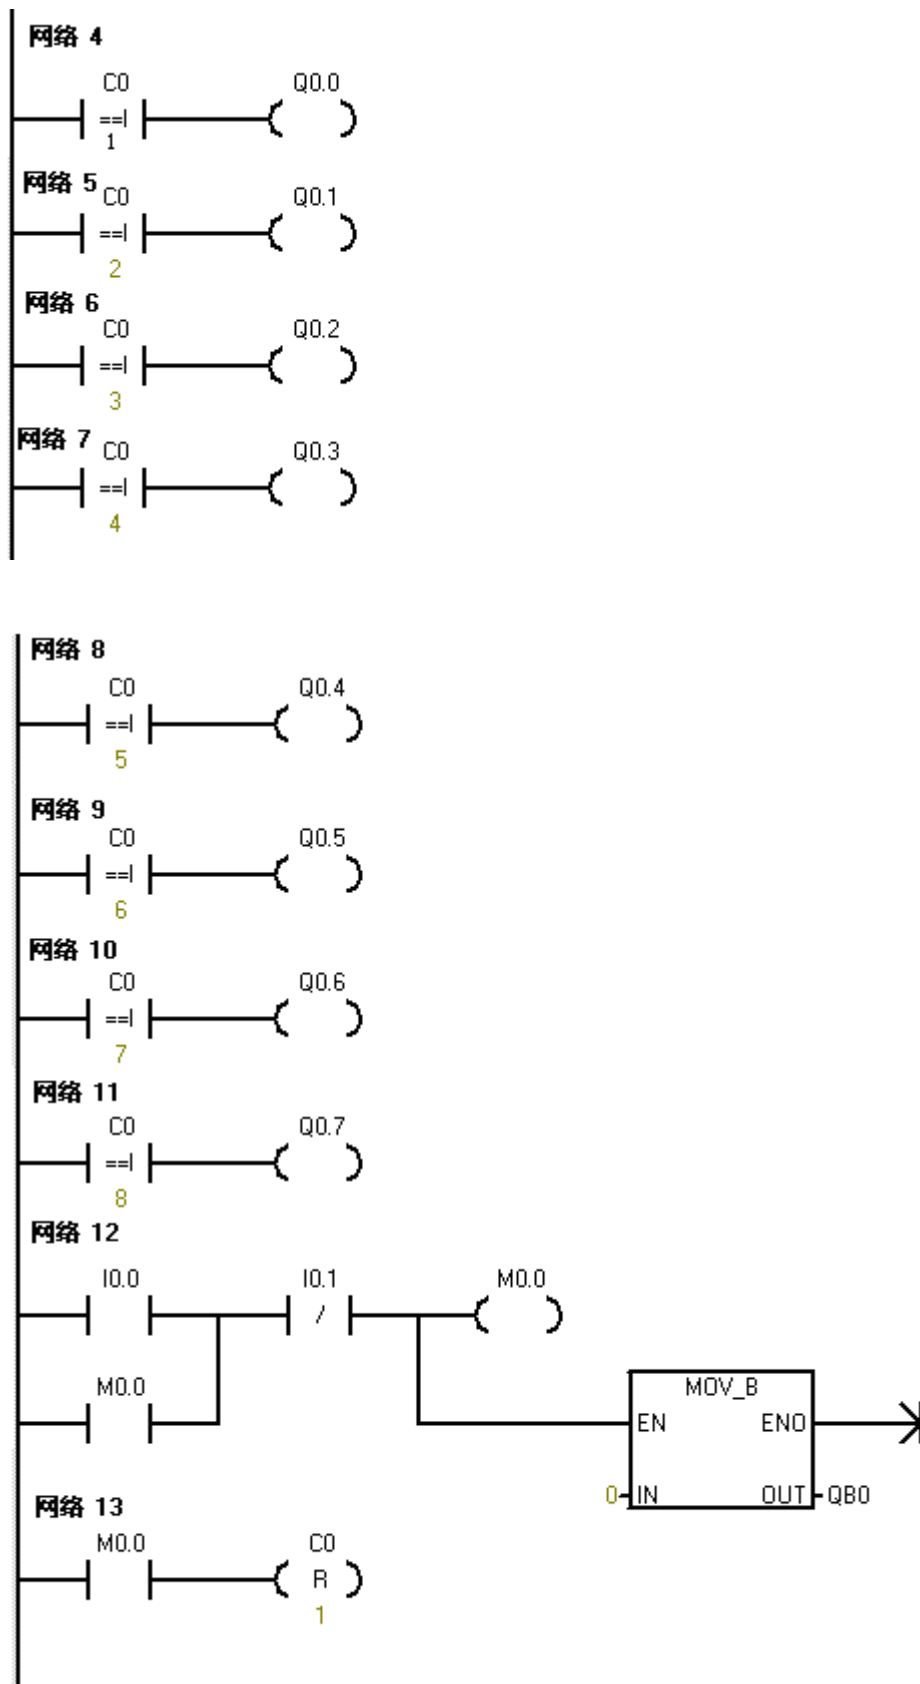 网络 4
C0 Q0.0
==I
1
网络 5
C0 Q0.1
==I
2
网络 6
C0 Q0.2
==I
3
网络 7
C0 Q0.3
==I
4
网络 8
C0 Q0.4
==I
5
网络 9
C0 Q0.5
==I
6
网络 10
C0 Q0.6
==I
7
网络 11
C0 Q0.7
==I
8
网络 12
I0.0 I0.1 M0.0
/
M0.0 MOV_B
EN ENO
0 IN OUT QB0
网络 13
M0.0 C0
R
1